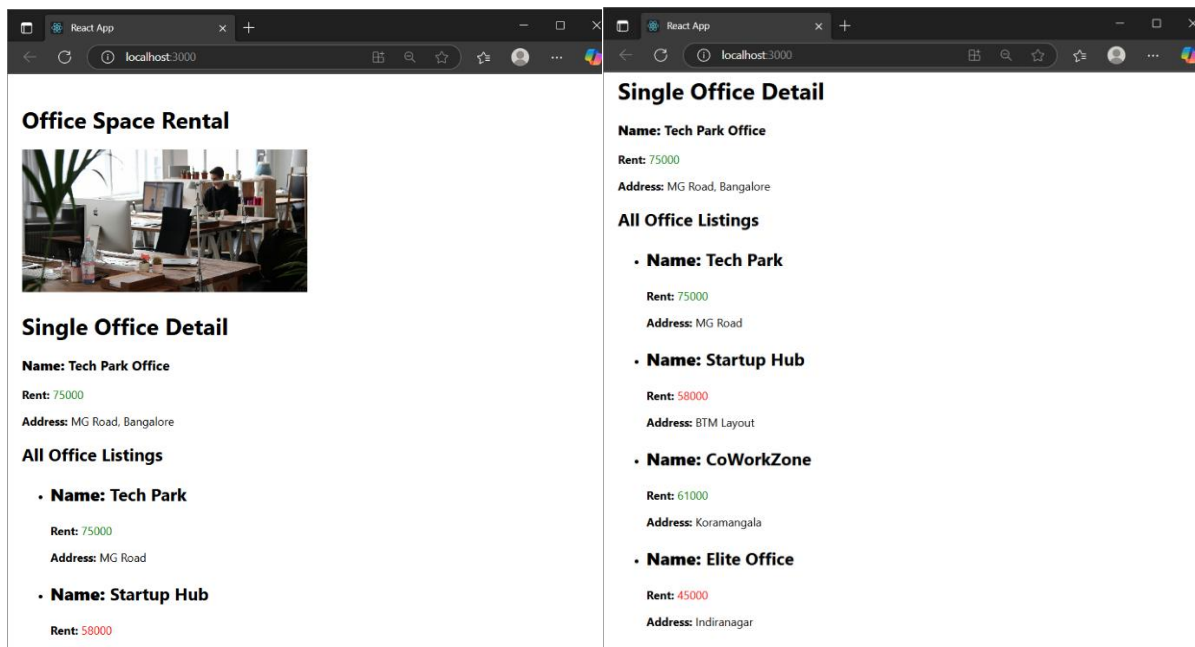 React App
localhost:3000
Office Space Rental
Single Office Detail
Name: Tech Park Office
Rent: 75000
Address: MG Road, Bangalore
All Office Listings
• Name: Tech Park
Rent: 75000
Address: MG Road
• Name: Startup Hub
Rent: 58000
React App
localhost:3000
Single Office Detail
Name: Tech Park Office
Rent: 75000
Address: MG Road, Bangalore
All Office Listings
• Name: Tech Park
Rent: 75000
Address: MG Road
• Name: Startup Hub
Rent: 58000
Address: BTM Layout
• Name: CoWorkZone
Rent: 61000
Address: Koramangala
• Name: Elite Office
Rent: 45000
Address: Indiranagar